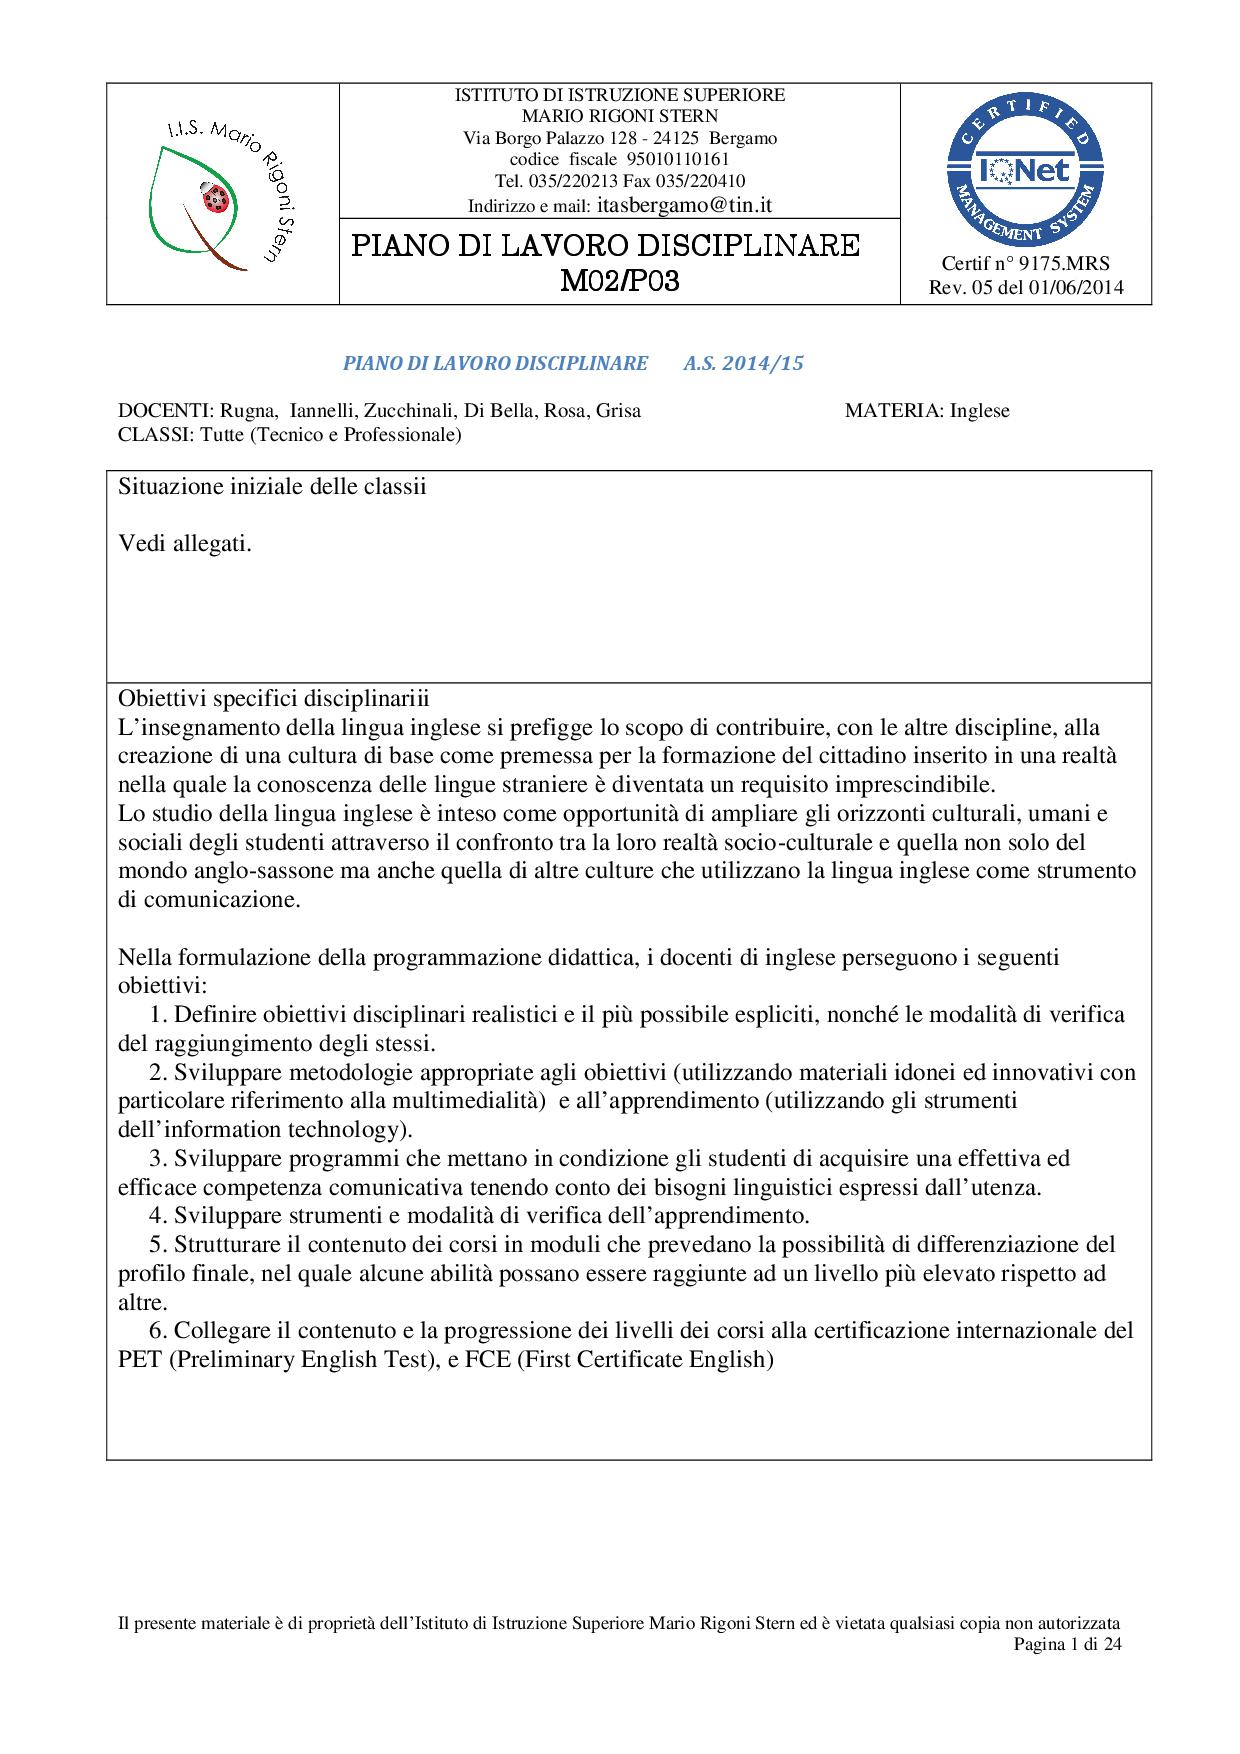 I.I.S. Mario Rigoni Stern
ISTITUTO DI ISTRUZIONE SUPERIORE
MARIO RIGONI STERN
Via Borgo Palazzo 128 - 24125 Bergamo
codice fiscale 95010110161
Tel. 035/220213 Fax 035/220410
Indirizzo e mail: itasbergamo@tin.it
PIANO DI LAVORO DISCIPLINARE
M02/P03
CERTIFIED
IQNet
MANAGEMENT SYSTEM
Certif n° 9175.MRS
Rev. 05 del 01/06/2014
PIANO DI LAVORO DISCIPLINARE A.S. 2014/15
DOCENTI: Rugna, Iannelli, Zucchinali, Di Bella, Rosa, Grisa MATERIA: Inglese
CLASSI: Tutte (Tecnico e Professionale)
Situazione iniziale delle classii
Vedi allegati.
Obiettivi specifici disciplinariii
L’insegnamento della lingua inglese si prefigge lo scopo di contribuire, con le altre discipline, alla
creazione di una cultura di base come premessa per la formazione del cittadino inserito in una realtà
nella quale la conoscenza delle lingue straniere è diventata un requisito imprescindibile.
Lo studio della lingua inglese è inteso come opportunità di ampliare gli orizzonti culturali, umani e
sociali degli studenti attraverso il confronto tra la loro realtà socio-culturale e quella non solo del
mondo anglo-sassone ma anche quella di altre culture che utilizzano la lingua inglese come strumento
di comunicazione.
Nella formulazione della programmazione didattica, i docenti di inglese perseguono i seguenti
obiettivi:
1. Definire obiettivi disciplinari realistici e il più possibile espliciti, nonché le modalità di verifica
del raggiungimento degli stessi.
2. Sviluppare metodologie appropriate agli obiettivi (utilizzando materiali idonei ed innovativi con
particolare riferimento alla multimedialità) e all’apprendimento (utilizzando gli strumenti
dell’information technology).
3. Sviluppare programmi che mettano in condizione gli studenti di acquisire una effettiva ed
efficace competenza comunicativa tenendo conto dei bisogni linguistici espressi dall’utenza.
4. Sviluppare strumenti e modalità di verifica dell’apprendimento.
5. Strutturare il contenuto dei corsi in moduli che prevedano la possibilità di differenziazione del
profilo finale, nel quale alcune abilità possano essere raggiunte ad un livello più elevato rispetto ad
altre.
6. Collegare il contenuto e la progressione dei livelli dei corsi alla certificazione internazionale del
PET (Preliminary English Test), e FCE (First Certificate English)
Il presente materiale è di proprietà dell’Istituto di Istruzione Superiore Mario Rigoni Stern ed è vietata qualsiasi copia non autorizzata
Pagina 1 di 24